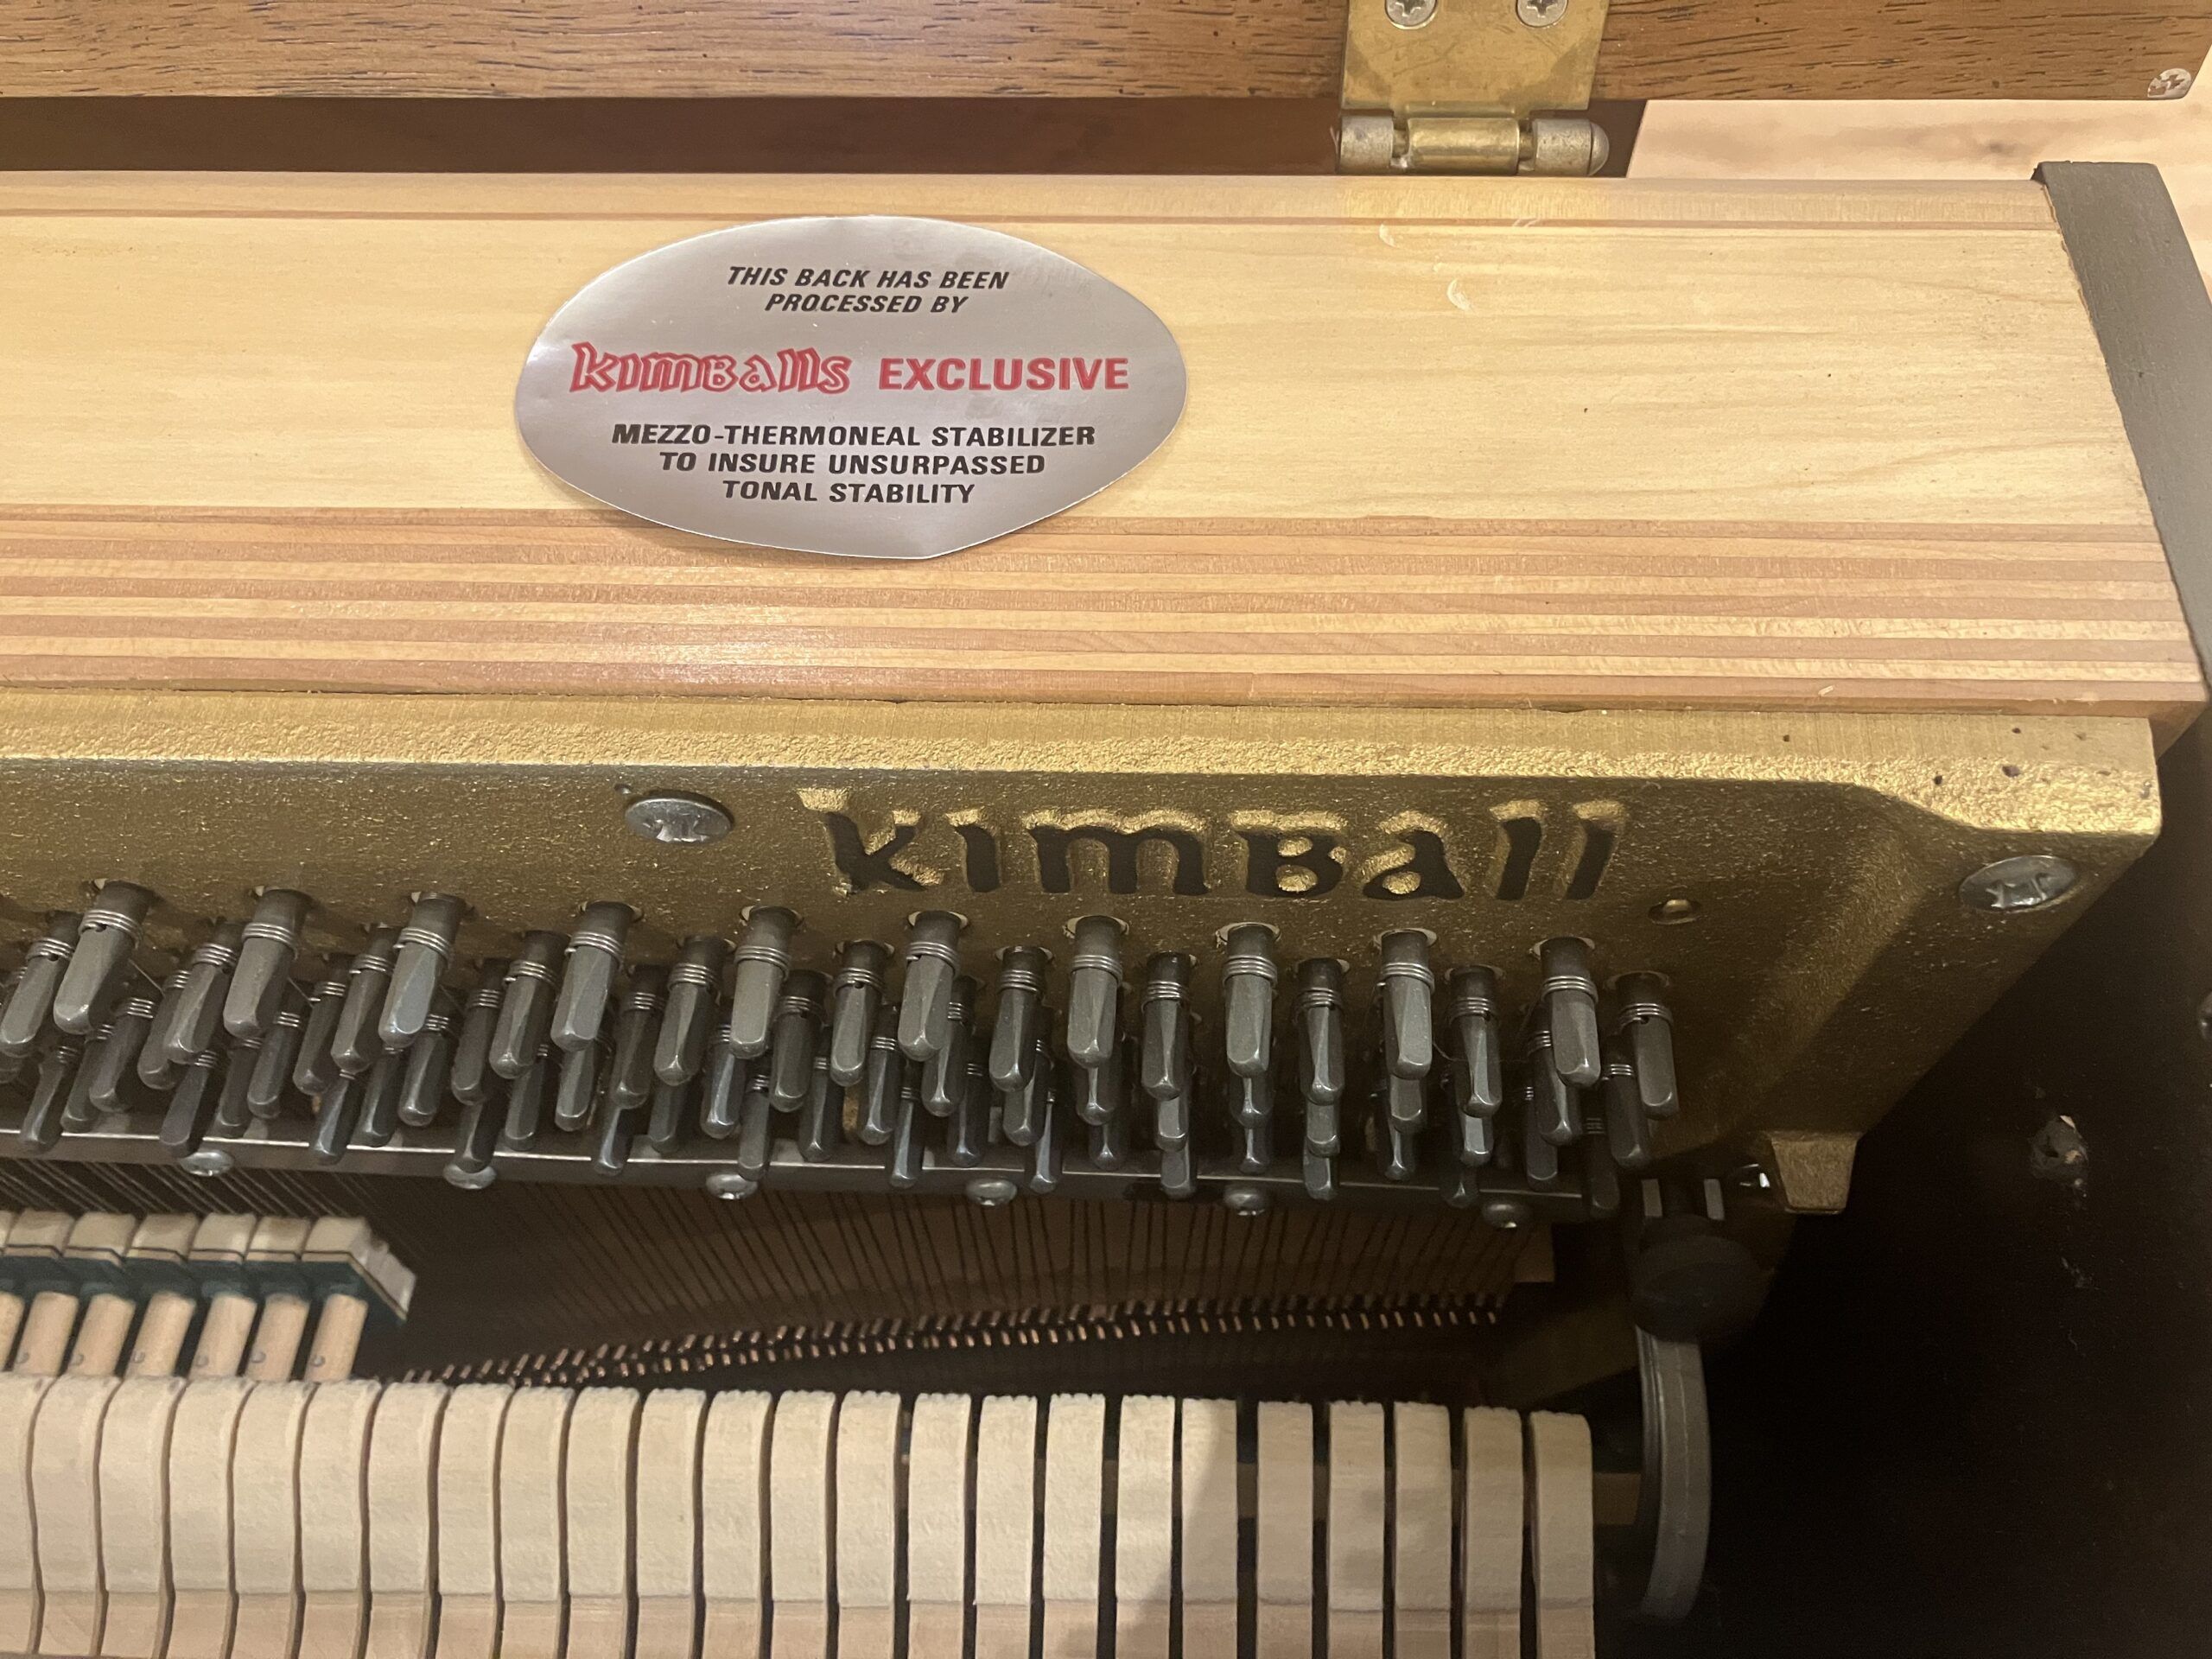 THIS BACK HAS BEEN
PROCESSED BY
kimballs EXCLUSIVE
MEZZO-THERMONEAL STABILIZER
TO INSURE UNSURPASSED
TONAL STABILITY
kimball